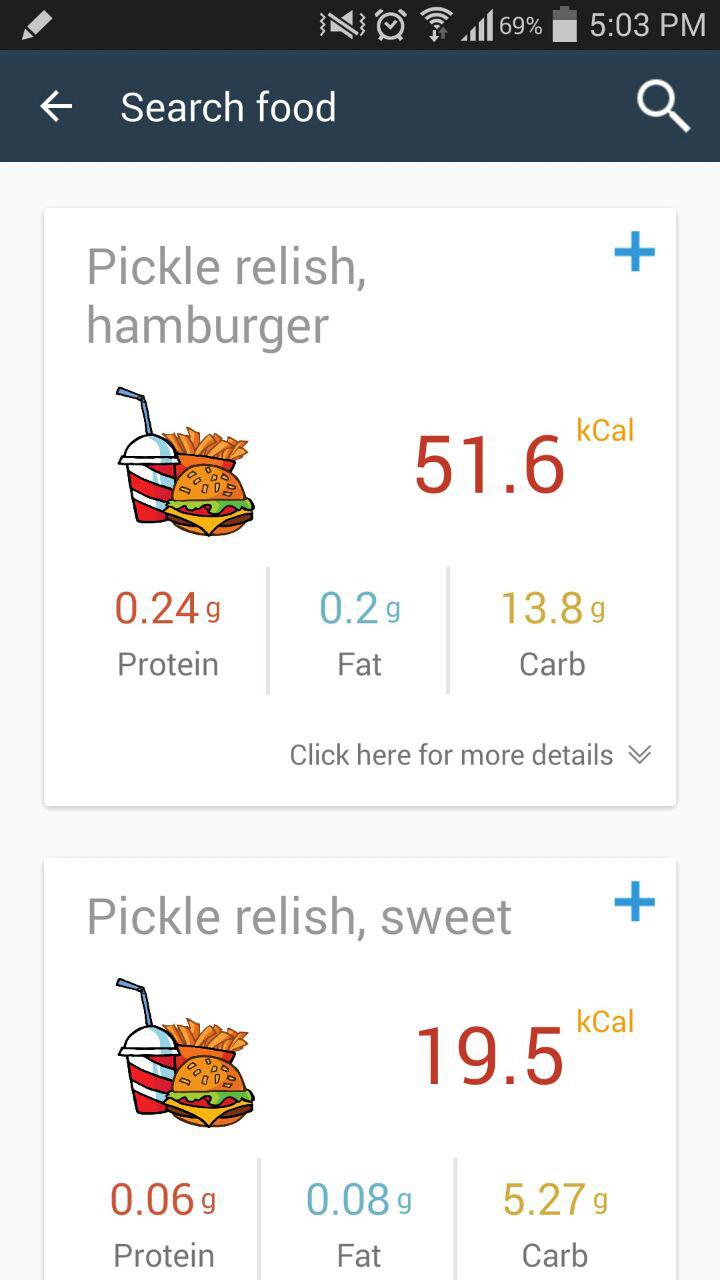 69% 5:03 PM
Search food
Pickle relish,
hamburger
51.6 kCal
0.24 g 0.2 g 13.8 g
Protein Fat Carb
Click here for more details
Pickle relish, sweet
19.5 kCal
0.06 g 0.08 g 5.27 g
Protein Fat Carb